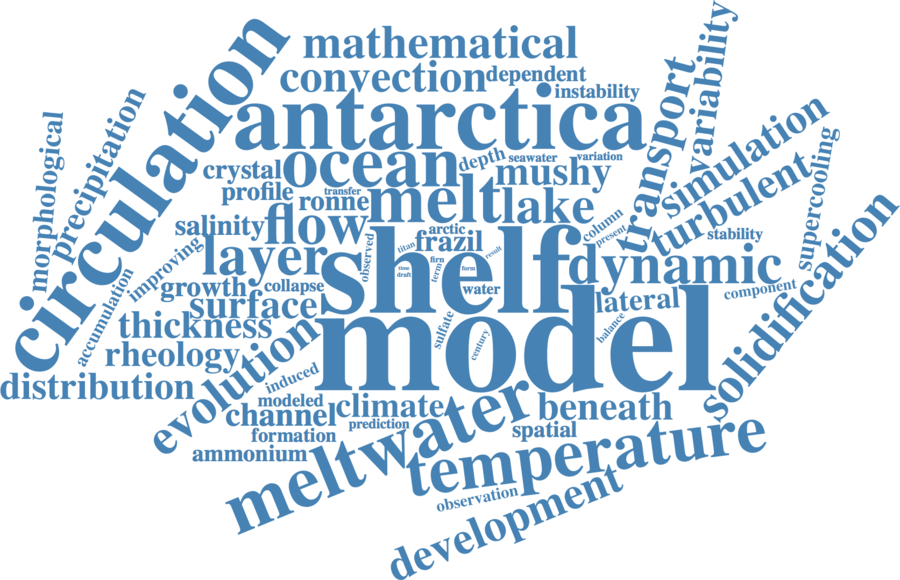 mathematical
convection
dependent
instability
antarctica
circulation
variability
transport
simulation
turbulent
supercooling
morphological
precipitation
crystal
ocean
depth
seawater
variation
mushy
profile
transfer
ronne
melt
lake
salinity
flow
arctic
frazil
column
present
stability
improving
layer
observed
titan
firn
term
time
draft
form
result
shelf
dynamic
accumulation
growth
collapse
water
lateral
component
surface
thickness
sulfate
century
model
balance
solidification
rheology
distribution
evolution
induced
modeled
channel
climate
prediction
beneath
formation
spatial
ammonium
meltwater
temperature
observation
development